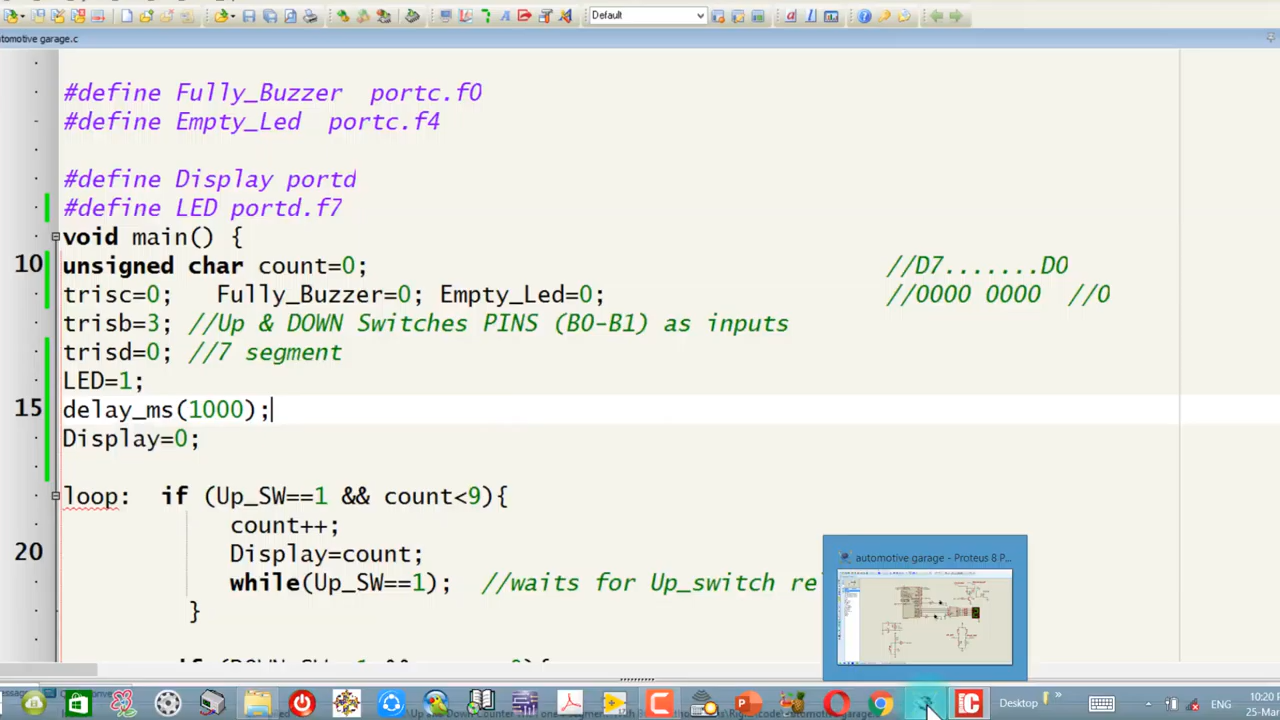 Default
utomotive garage.c
#define Fully_Buzzer portc.f0
#define Empty_Led portc.f4
#define Display portd
#define LED portd.f7
void main() {
10 unsigned char count=0; //D7.......D0
trisc=0; Fully_Buzzer=0; Empty_Led=0; //0000 0000 //0
trisb=3; //Up & DOWN Switches PINS (B0-B1) as inputs
trisd=0; //7 segment
LED=1;
15 delay_ms(1000);
Display=0;
loop: if (Up_SW==1 && count<9){
count++;
20 Display=count;
while(Up_SW==1); //waits for Up_switch re
}
automotive garage - Proteus 8 P...
Desktop
ENG
10:20 P
25-Ma